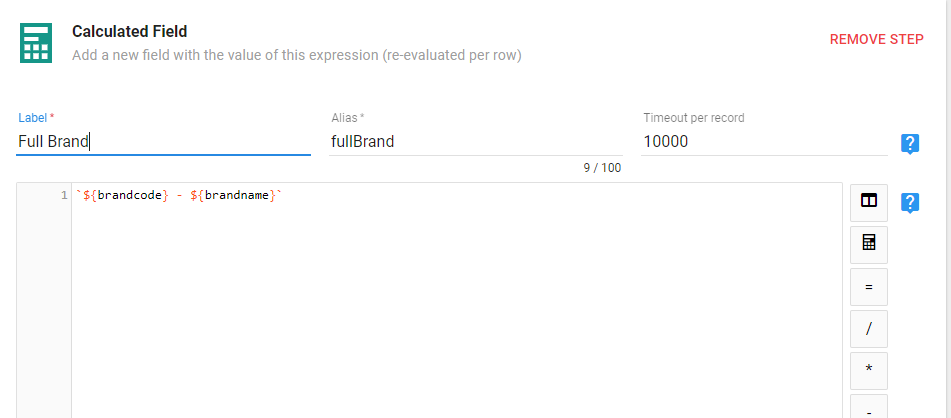 Calculated Field
Add a new field with the value of this expression (re-evaluated per row)
REMOVE STEP
Label *
Alias *
Timeout per record
Full Brand
fullBrand
10000
?
9 / 100
1 `${brandcode} - ${brandname}`
?
=
/
*
-